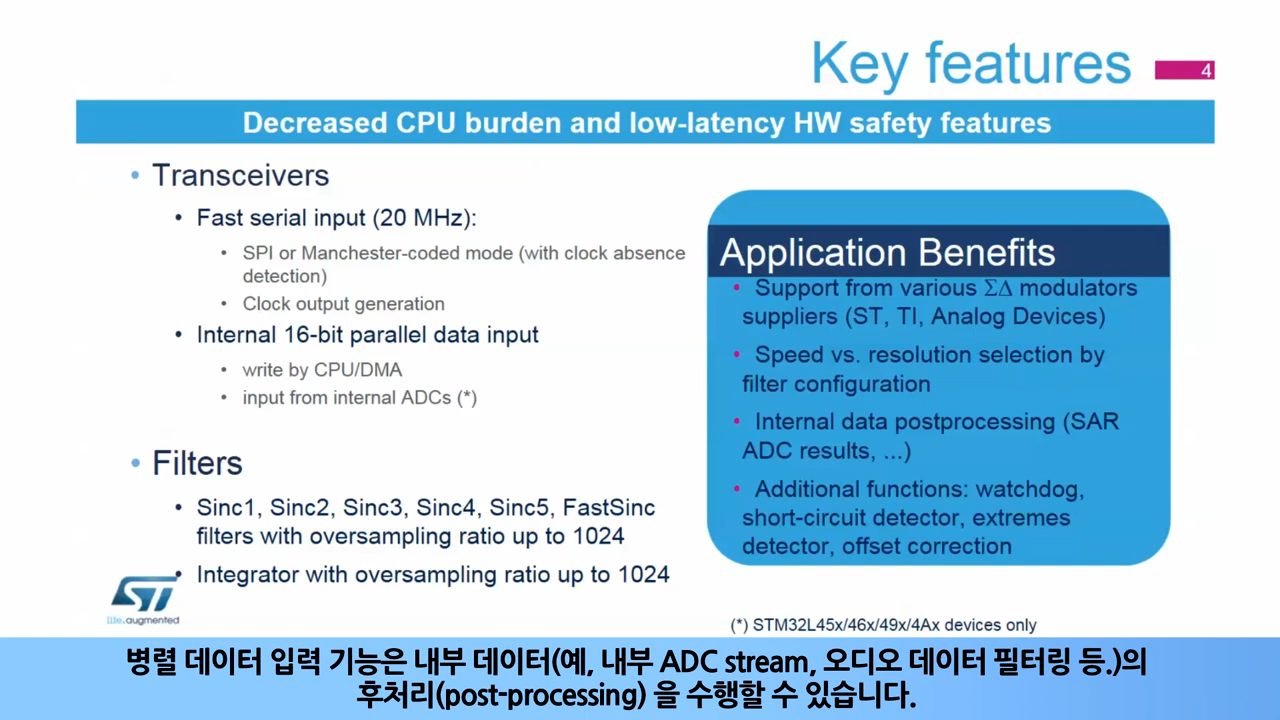 Key features
4
Decreased CPU burden and low-latency HW safety features
• Transceivers
• Fast serial input (20 MHz):
• SPI or Manchester-coded mode (with clock absence
detection)
• Clock output generation
• Internal 16-bit parallel data input
• write by CPU/DMA
• input from internal ADCs (*)
• Filters
• Sinc1, Sinc2, Sinc3, Sinc4, Sinc5, FastSinc
filters with oversampling ratio up to 1024
• Integrator with oversampling ratio up to 1024
Application Benefits
• Support from various ΣΔ modulators
suppliers (ST, TI, Analog Devices)
• Speed vs. resolution selection by
filter configuration
• Internal data postprocessing (SAR
ADC results, ...)
• Additional functions: watchdog,
short-circuit detector, extremes
detector, offset correction
ST
life.augmented
(*) STM32L45x/46x/49x/4Ax devices only
병렬 데이터 입력 기능은 내부 데이터(예, 내부 ADC stream, 오디오 데이터 필터링 등.)의
후처리(post-processing) 을 수행할 수 있습니다.